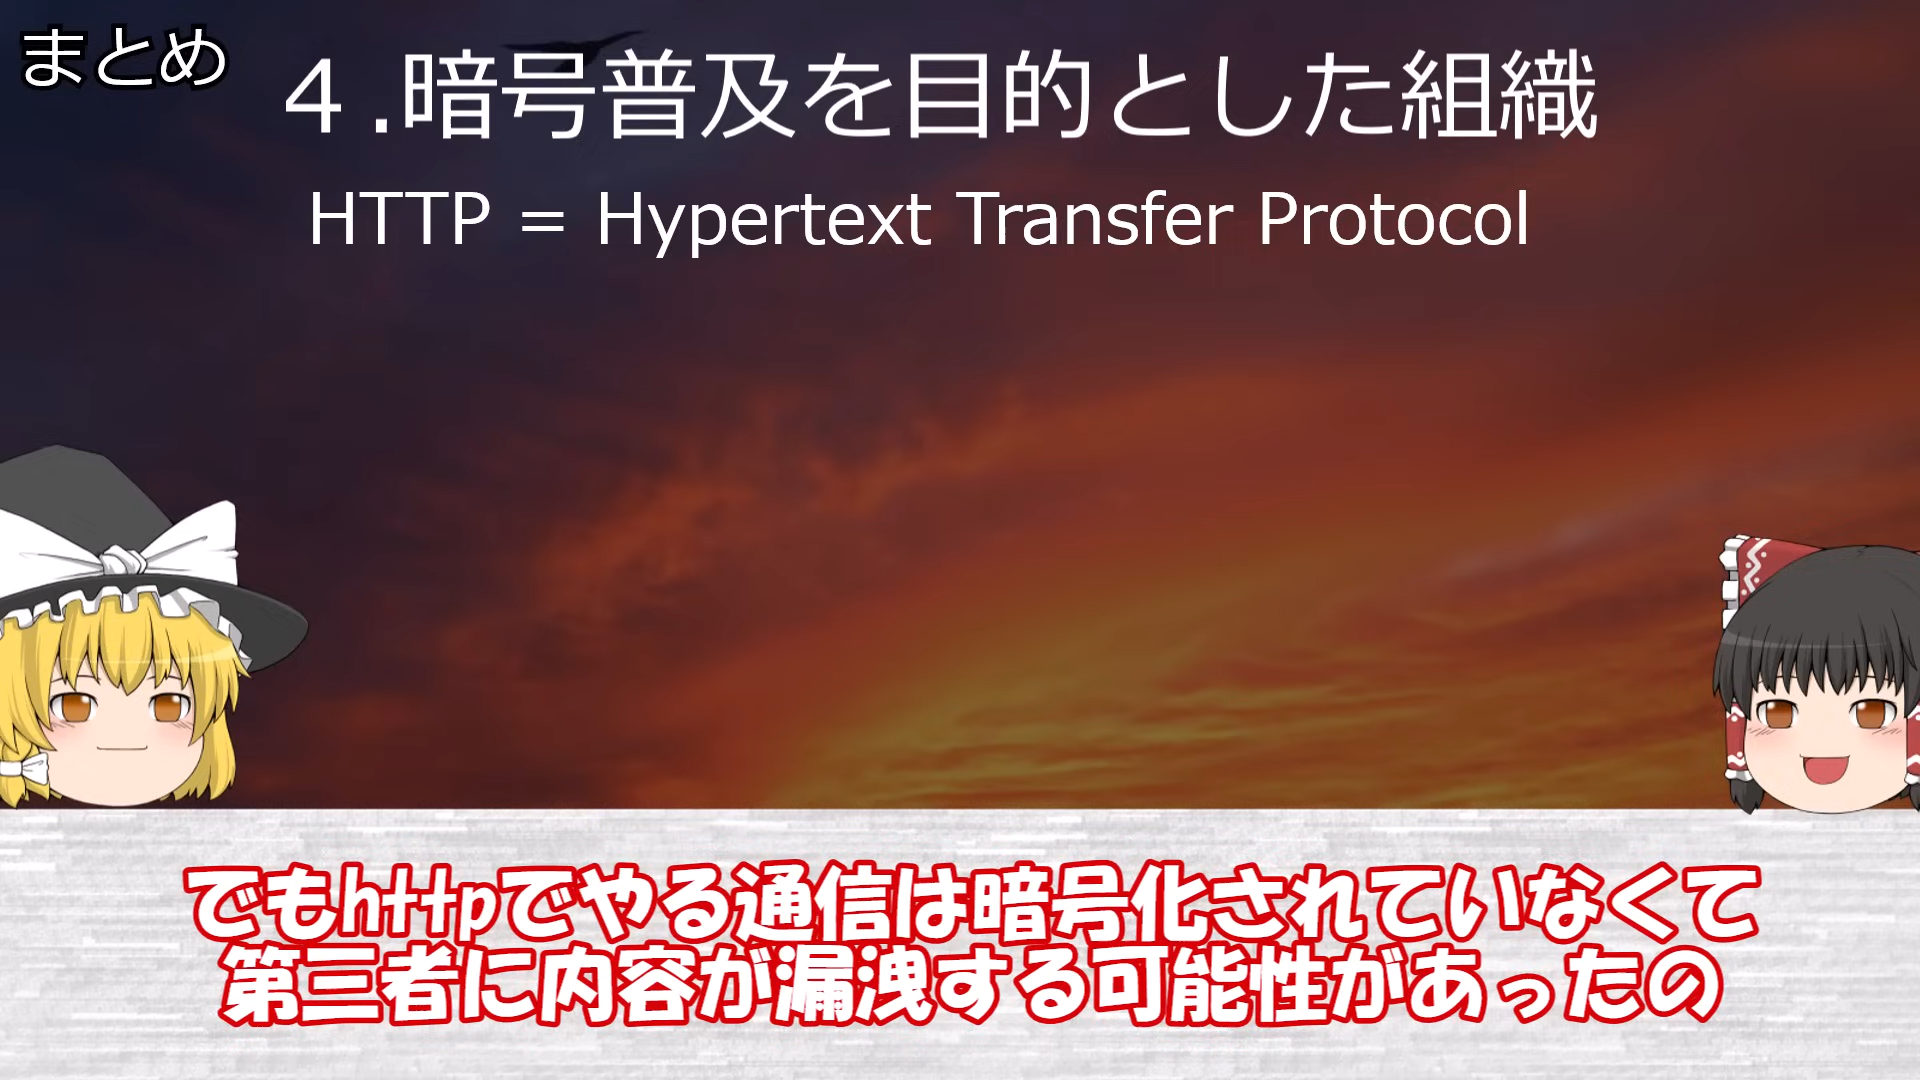 まとめ
４.暗号普及を目的とした組織
HTTP = Hypertext Transfer Protocol
でもhttpでやる通信は暗号化されていなくて
第三者に内容が漏洩する可能性があったの